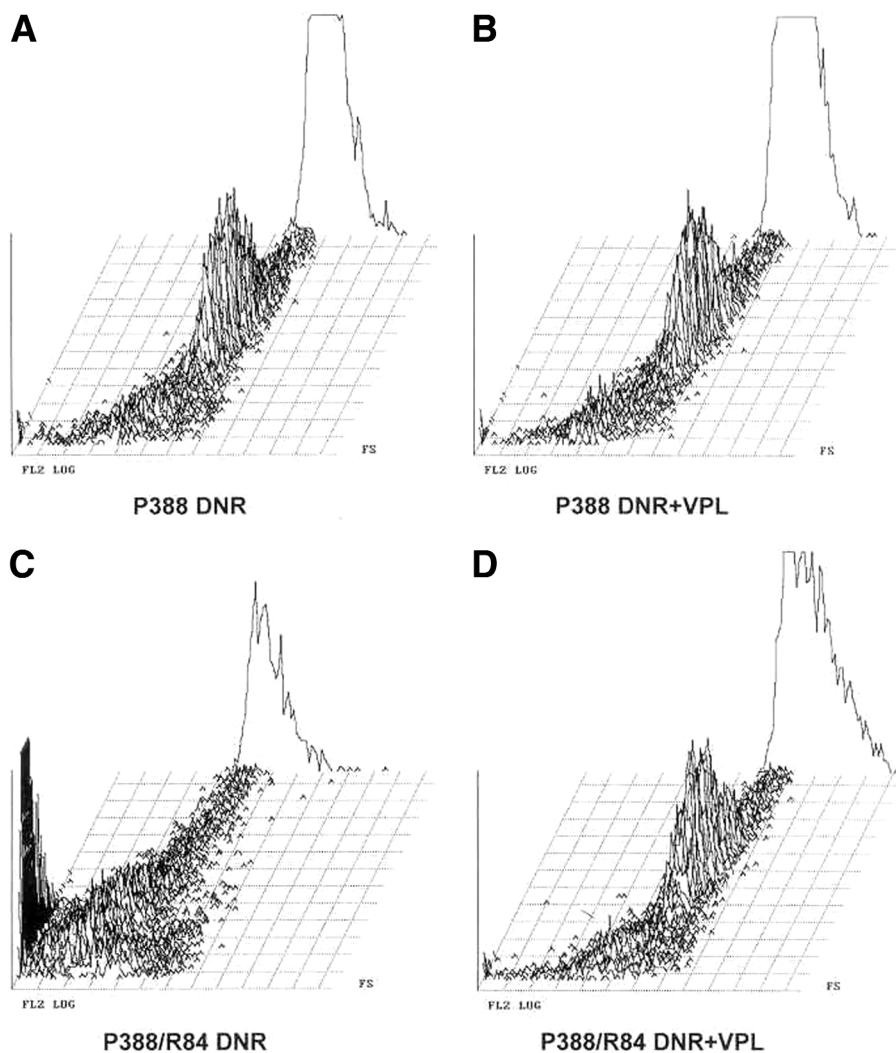 A
B
FS
FL2 LOG
P388 DNR
FS
FL2 LOG
P388 DNR+VPL
C
D
FS
FL2 LOG
P388/R84 DNR
FS
FL2 LOG
P388/R84 DNR+VPL